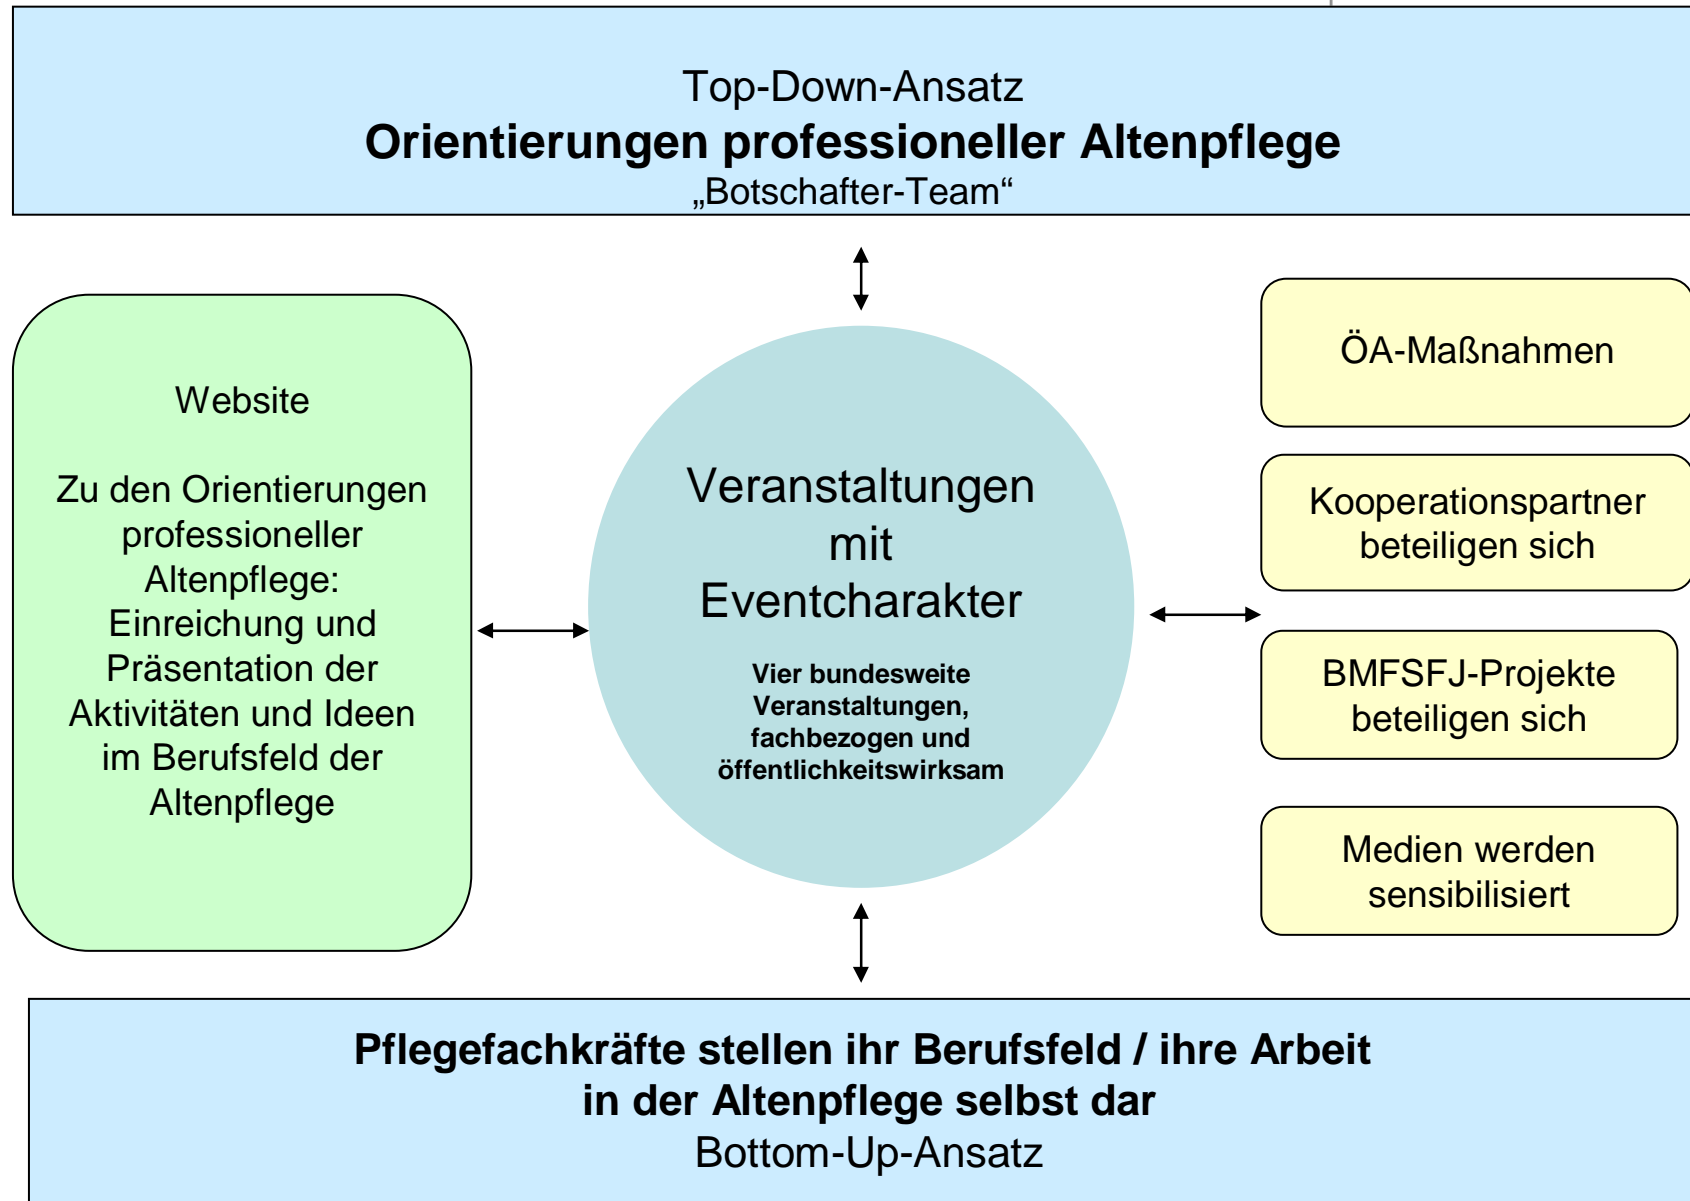 Top-Down-Ansatz
Orientierungen professioneller Altenpflege
„Botschafter-Team“
Website
Zu den Orientierungen
professioneller
Altenpflege:
Einreichung und
Präsentation der
Aktivitäten und Ideen
im Berufsfeld der
Altenpflege
Veranstaltungen
mit
Eventcharakter
Vier bundesweite
Veranstaltungen,
fachbezogen und
öffentlichkeitswirksam
ÖA-Maßnahmen
Kooperationspartner
beteiligen sich
BMFSFJ-Projekte
beteiligen sich
Medien werden
sensibilisiert
Pflegefachkräfte stellen ihr Berufsfeld / ihre Arbeit
in der Altenpflege selbst dar
Bottom-Up-Ansatz